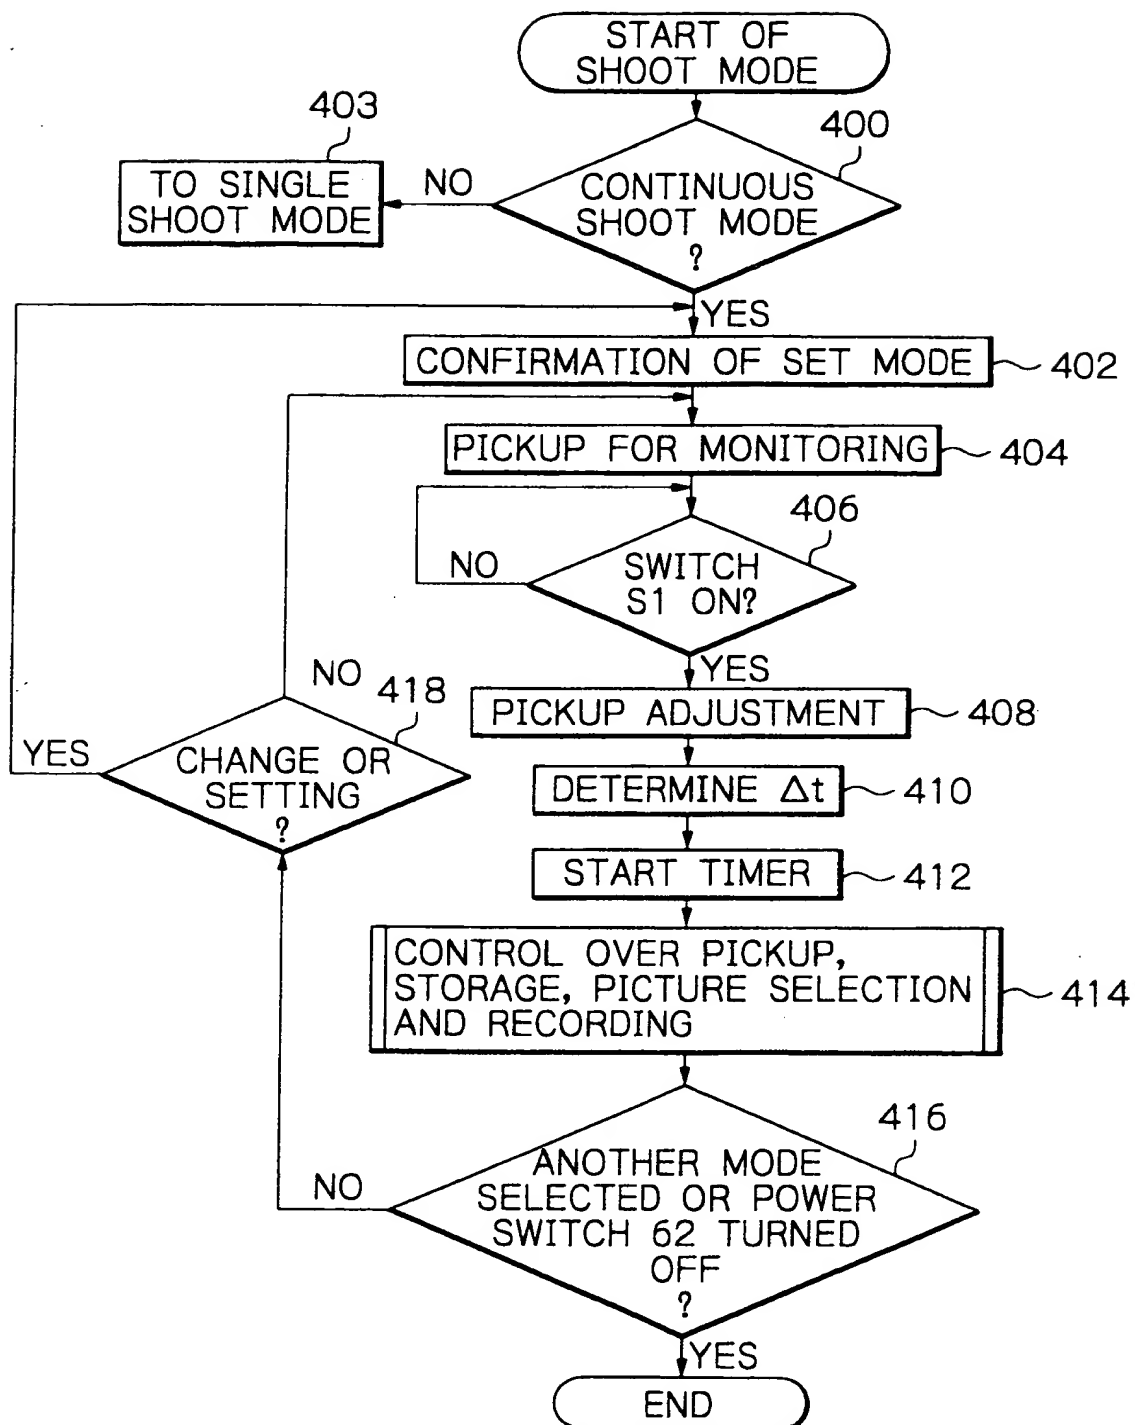 START OF
SHOOT MODE
403
400
TO SINGLE
SHOOT MODE
NO
CONTINUOUS
SHOOT MODE
?
YES
CONFIRMATION OF SET MODE
402
PICKUP FOR MONITORING
404
406
NO
SWITCH
S1 ON?
YES
NO
418
PICKUP ADJUSTMENT
408
YES
CHANGE OR
SETTING
?
DETERMINE Δt
410
START TIMER
412
CONTROL OVER PICKUP,
STORAGE, PICTURE SELECTION
AND RECORDING
414
416
NO
ANOTHER MODE
SELECTED OR POWER
SWITCH 62 TURNED
OFF
?
YES
END